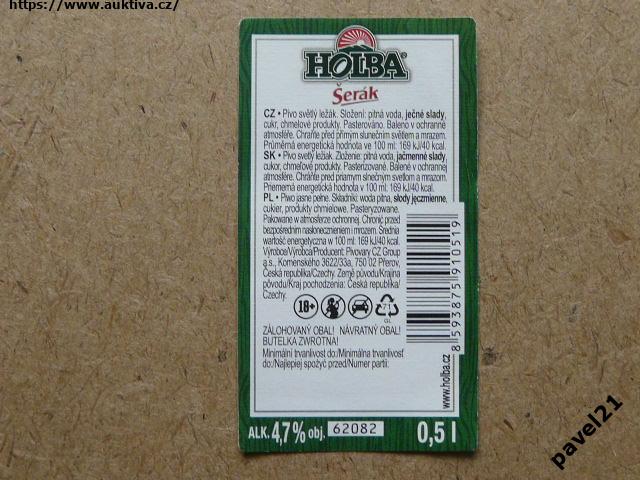 https://www.auktiva.cz/
HOLBA®
Šerák
CZ • Pivo světlý ležák. Složení: pitná voda, ječné slady,
cukr, chmelové produkty. Pasterováno. Baleno v ochranné
atmosféře. Chraňte před přímým slunečním světlem a mrazem.
Průměrná energetická hodnota ve 100 ml: 169 kJ/40 kcal.
SK • Pivo svetlý ležiak. Zloženie: pitná voda, jačmenné slady,
cukor, chmeľové produkty. Pasterizované. Balené v ochrannej
atmosfére. Chráňte pred priamym slnečným svetlom a mrazom.
Priemerná energetická hodnota v 100 ml: 169 kJ/40 kcal.
PL • Piwo jasne pełne. Składniki: woda pitna, słody jęczmienne,
cukier, produkty chmielowe. Pasteryzowane.
Pakowane w atmosferze ochronnej. Chronić przed
bezpośrednim nasłonecznieniem i mrozem. Średnia
wartość energetyczna w 100 ml: 169 kJ/40 kcal.
Výrobce/Výrobca/Producent: Pivovary CZ Group
a.s., Komenského 3622/33a, 750 02 Přerov,
Česká republika/Czechy. Země původu/Krajina
pôvodu/Kraj pochodzenia: Česká republika/
Czechy.
18+
71
GL
ZÁLOHOVANÝ OBAL! NÁVRATNÝ OBAL!
BUTELKA ZWROTNA!
Minimální trvanlivost do:/Minimálna trvanlivosť
do:/Najlepiej spożyć przed/Numer partii:
8 593875 910519
www.holba.cz
ALK. 4,7% obj. 62082 0,5 l
pavel21